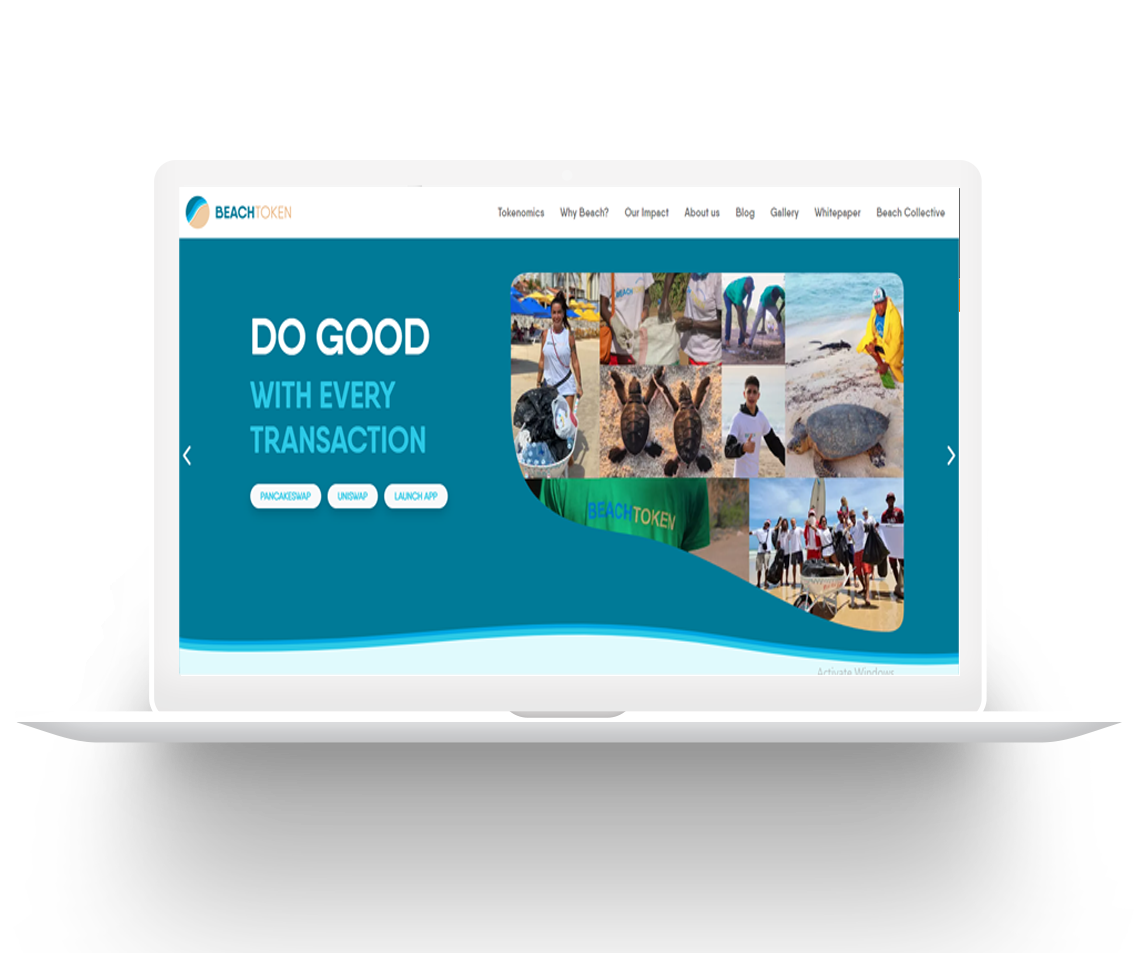 BEACHTOKEN
Tokenomics Why Beach? Our Impact About us Blog Gallery Whitepaper Beach Collective
DO GOOD
WITH EVERY
TRANSACTION
PANCAKESWAP UNISWAP LAUNCH APP
BEACH
BEACHTOKEN
Activate Windows